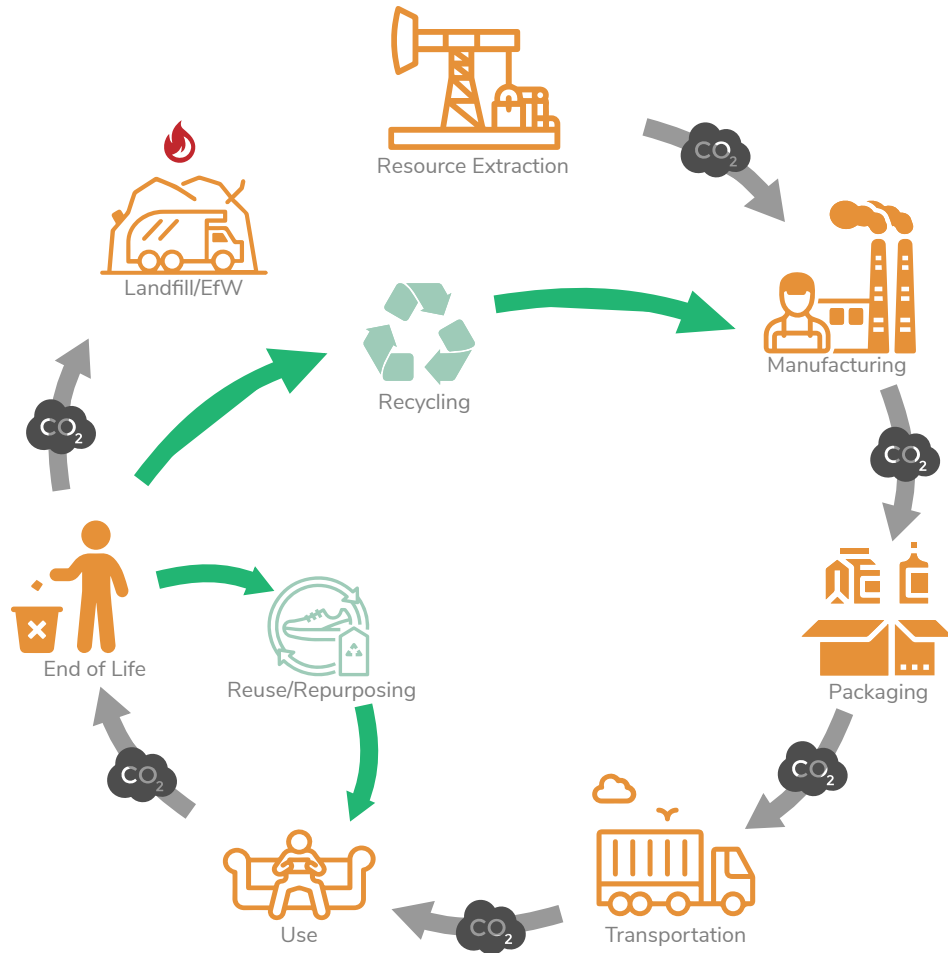 Resource Extraction
CO2
Landfill/EfW
Manufacturing
Recycling
CO2
CO2
End of Life
Reuse/Repurposing
Packaging
CO2
CO2
Use
CO2
Transportation